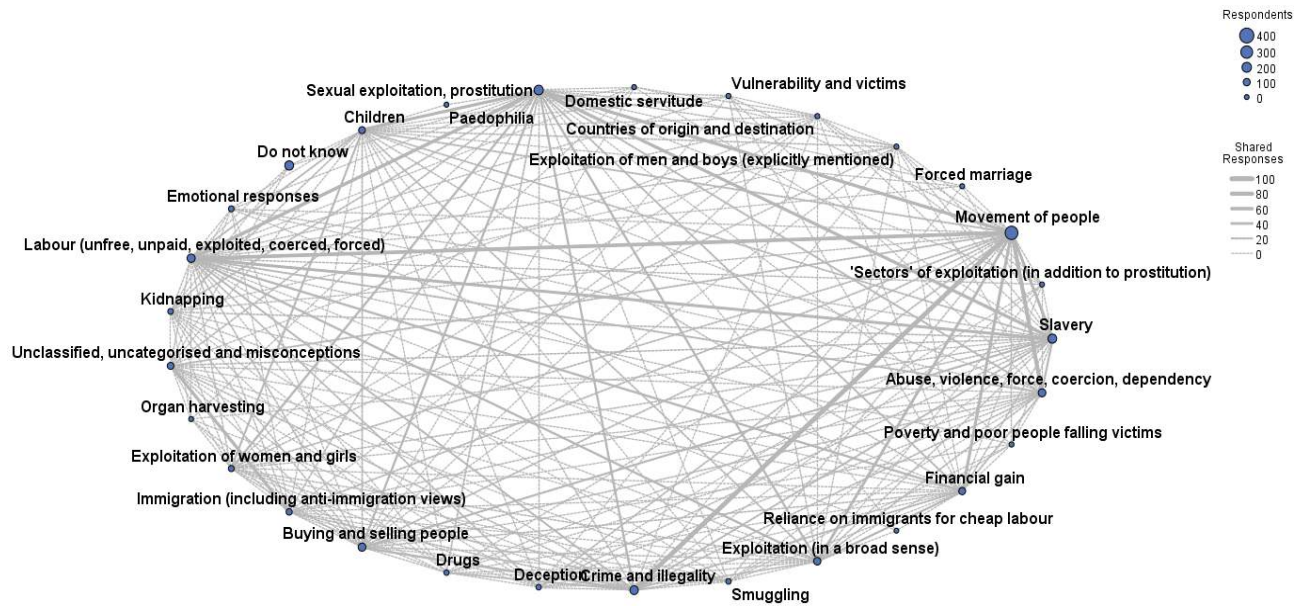 Respondents
400
300
200
100
0
Shared
Responses
100
80
60
40
20
0
Sexual exploitation, prostitution
Domestic servitude
Vulnerability and victims
Children
Paedophilia
Countries of origin and destination
Do not know
Exploitation of men and boys (explicitly mentioned)
Forced marriage
Emotional responses
Movement of people
Labour (unfree, unpaid, exploited, coerced, forced)
'Sectors' of exploitation (in addition to prostitution)
Kidnapping
Slavery
Unclassified, uncategorised and misconceptions
Abuse, violence, force, coercion, dependency
Organ harvesting
Poverty and poor people falling victims
Exploitation of women and girls
Financial gain
Immigration (including anti-immigration views)
Reliance on immigrants for cheap labour
Buying and selling people
Exploitation (in a broad sense)
Drugs
Deception
Crime and illegality
Smuggling